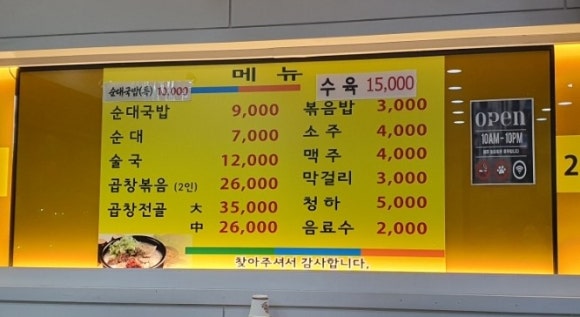 메 뉴
순대국밥(특) 10,000
순대국밥 9,000
순 대 7,000
술 국 12,000
곱창볶음 (2인) 26,000
곱창전골 大 35,000
中 26,000
수 육 15,000
볶음밥 3,000
소 주 4,000
맥 주 4,000
막걸리 3,000
청 하 5,000
음료수 2,000
찾아주셔서 감사합니다.
open
10AM-10PM
2